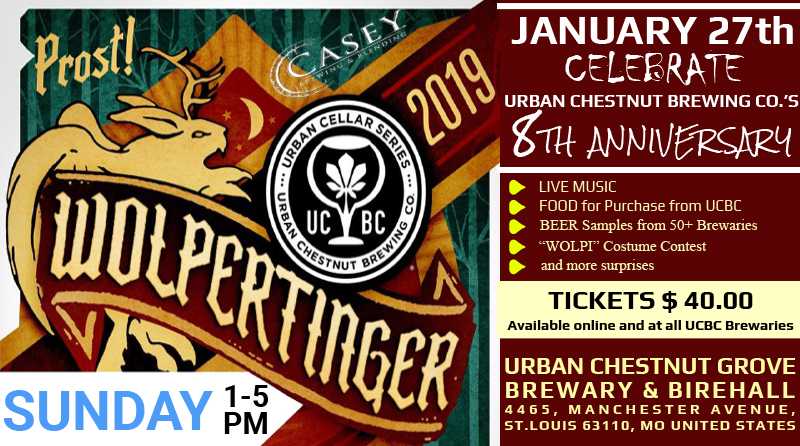 Prost!
CASEY
BREWING & BLENDING
2019
URBAN CELLAR SERIES
UC BC
URBAN CHESTNUT BREWING CO.
WOLPERTINGER
SUNDAY 1-5 PM
JANUARY 27th
CELEBRATE
URBAN CHESTNUT BREWING CO.'S
8TH ANNIVERSARY
LIVE MUSIC
FOOD for Purchase from UCBC
BEER Samples from 50+ Brewaries
“WOLPI” Costume Contest
and more surprises
TICKETS $ 40.00
Available online and at all UCBC Brewaries
URBAN CHESTNUT GROVE
BREWARY & BIREHALL
4465, MANCHESTER AVENUE,
ST.LOUIS 63110, MO UNITED STATES